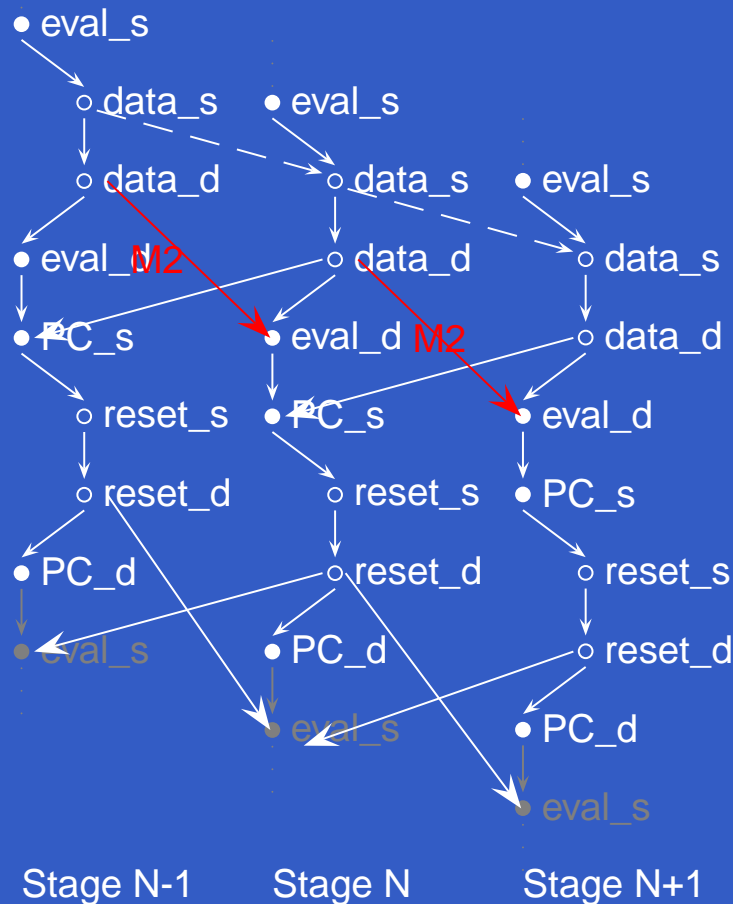 eval_s
data_s
data_d
eval_d
PC_s
reset_s
reset_d
PC_d
eval_s
Stage N-1
M2
eval_s
data_s
data_d
eval_d
PC_s
reset_s
reset_d
PC_d
eval_s
Stage N
M2
eval_s
data_s
data_d
eval_d
PC_s
reset_s
reset_d
PC_d
eval_s
Stage N+1